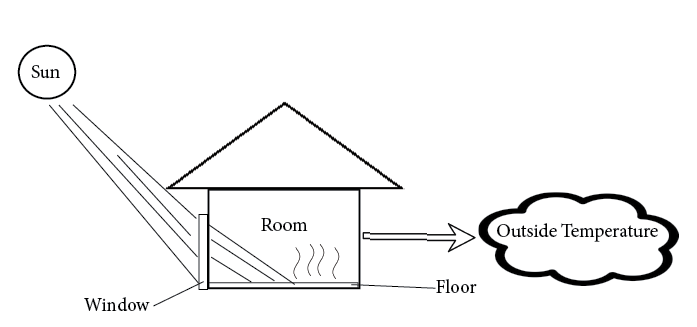 Sun
Room
Outside Temperature
Window
Floor